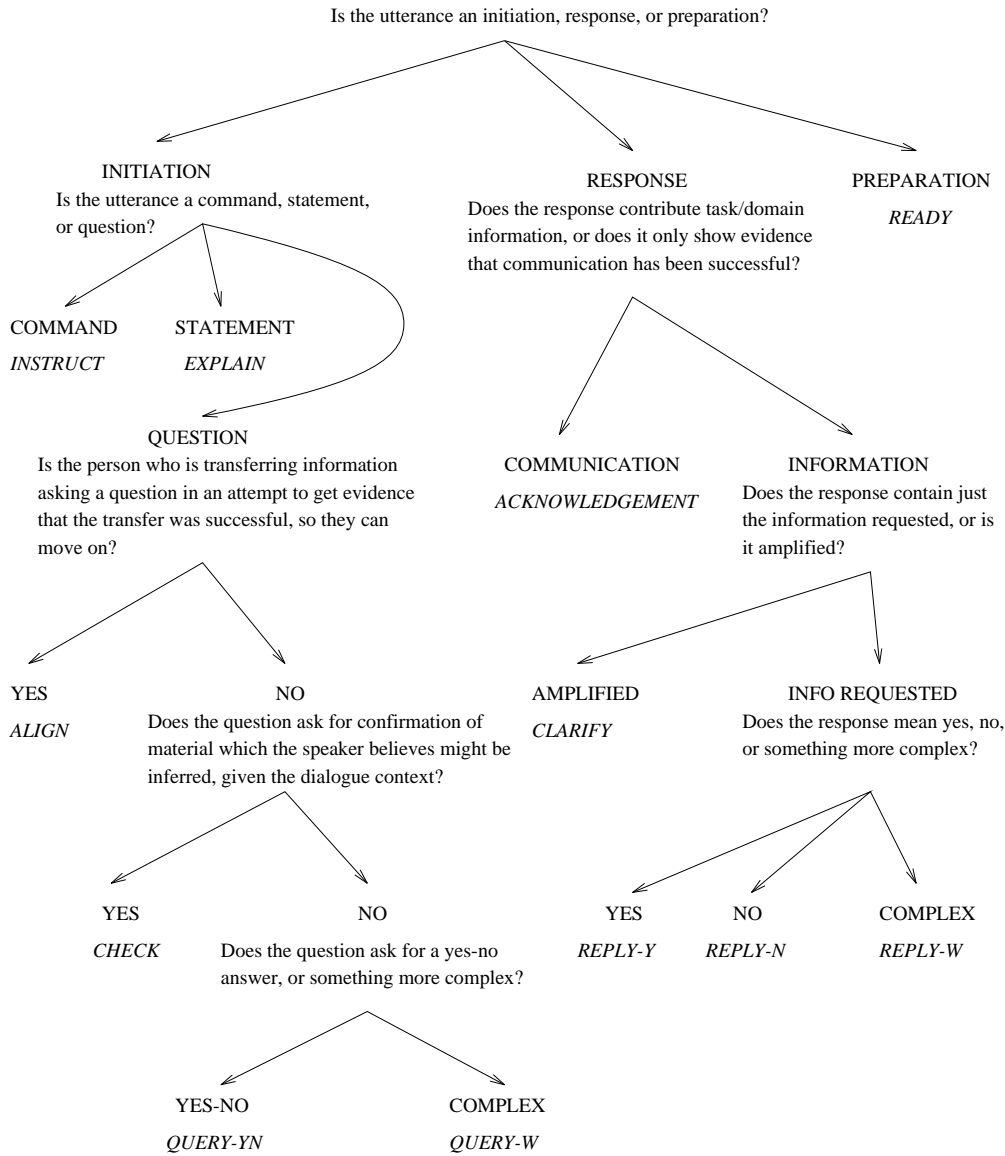 Is the utterance an initiation, response, or preparation?
INITIATION
Is the utterance a command, statement,
or question?
RESPONSE
Does the response contribute task/domain
information, or does it only show evidence
that communication has been successful?
PREPARATION
READY
COMMAND
INSTRUCT
STATEMENT
EXPLAIN
QUESTION
Is the person who is transferring information
asking a question in an attempt to get evidence
that the transfer was successful, so they can
move on?
COMMUNICATION
ACKNOWLEDGEMENT
INFORMATION
Does the response contain just
the information requested, or is
it amplified?
YES
ALIGN
NO
Does the question ask for confirmation of
material which the speaker believes might be
inferred, given the dialogue context?
AMPLIFIED
CLARIFY
INFO REQUESTED
Does the response mean yes, no,
or something more complex?
YES
CHECK
NO
Does the question ask for a yes-no
answer, or something more complex?
YES
REPLY-Y
NO
REPLY-N
COMPLEX
REPLY-W
YES-NO
QUERY-YN
COMPLEX
QUERY-W